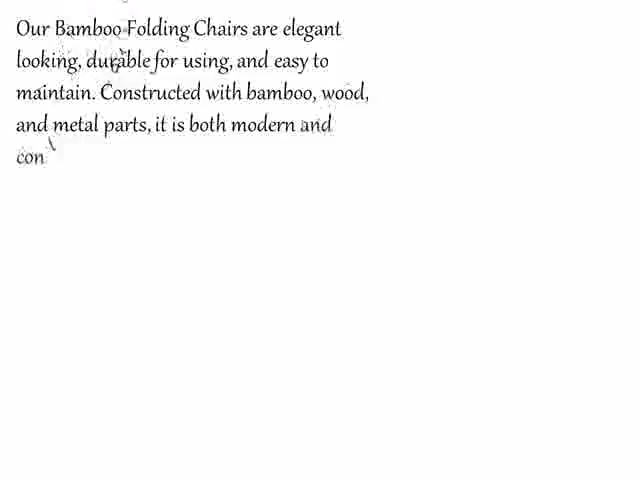 Our Bamboo Folding Chairs are elegant
looking, durable for using, and easy to
maintain. Constructed with bamboo, wood,
and metal parts, it is both modern and
con